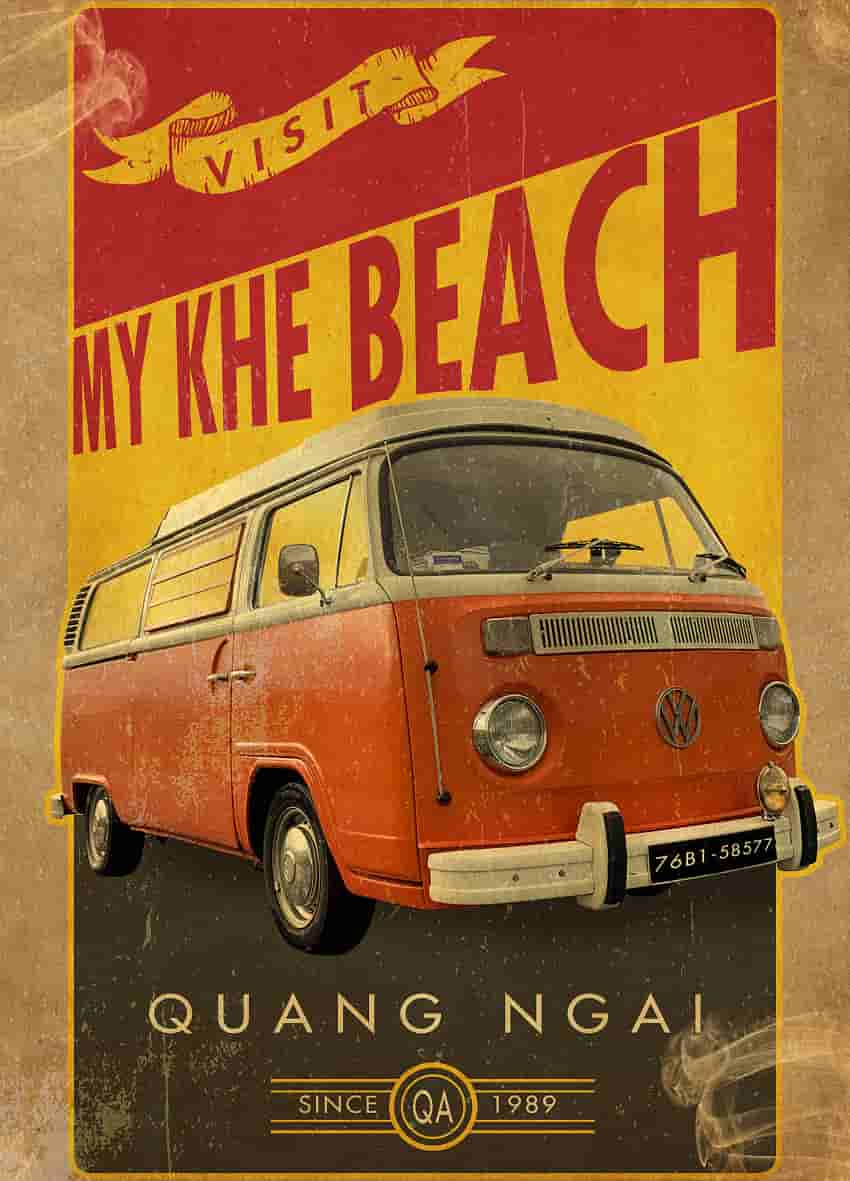 VISIT
MY KHE BEACH
76B1-58577
QUANG NGAI
SINCE QA 1989